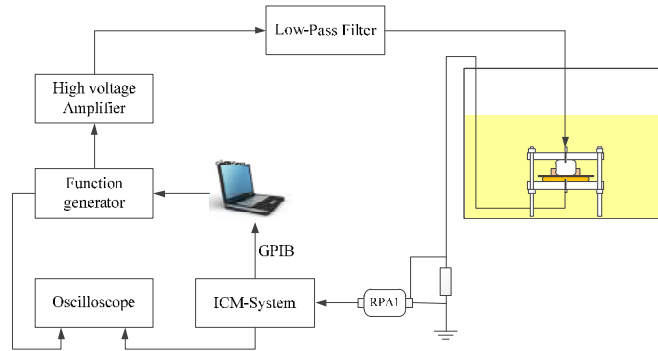 Low-Pass Filter
High voltage
Amplifier
Function
generator
GPIB
Oscilloscope
ICM-System
RPA1